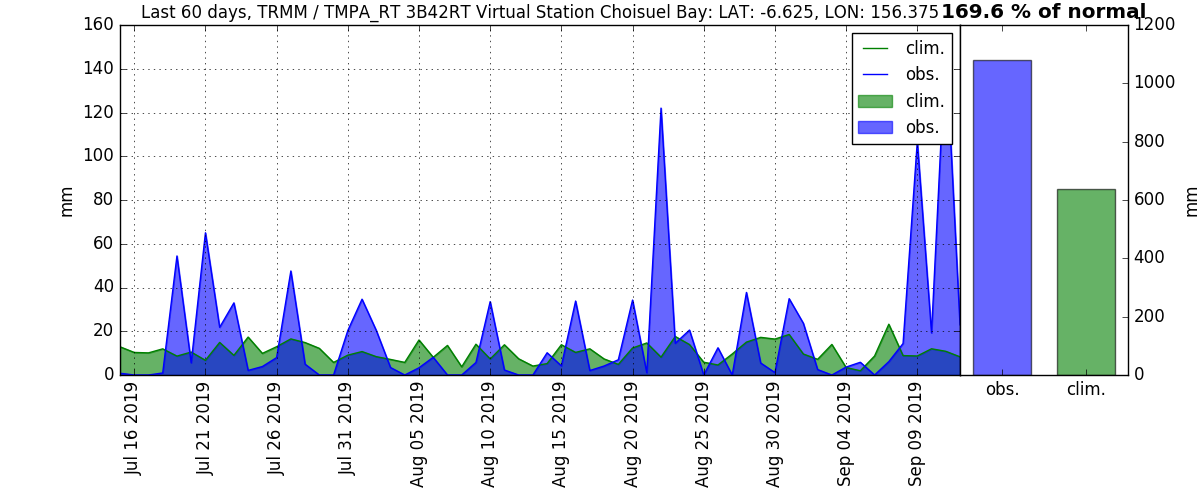 Last 60 days, TRMM / TMPA_RT 3B42RT Virtual Station Choisuel Bay: LAT: -6.625, LON: 156.375
169.6 % of normal
160
140
120
100
80
60
40
20
0
mm
clim.
obs.
clim.
obs.
Jul 16 2019
Jul 21 2019
Jul 26 2019
Jul 31 2019
Aug 05 2019
Aug 10 2019
Aug 15 2019
Aug 20 2019
Aug 25 2019
Aug 30 2019
Sep 04 2019
Sep 09 2019
1200
1000
800
600
400
200
0
mm
obs.
clim.